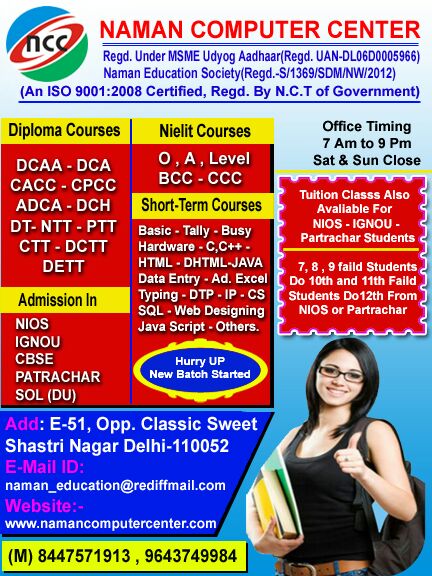 ncc
NAMAN COMPUTER CENTER
Regd. Under MSME Udyog Aadhaar(Regd. UAN-DL06D0005966)
Naman Education Society(Regd.-S/1369/SDM/NW/2012)
(An ISO 9001:2008 Certified, Regd. By N.C.T of Government)
Diploma Courses
DCAA - DCA
CACC - CPCC
ADCA - DCH
DT- NTT - PTT
CTT - DCTT
DETT
Admission In
NIOS
IGNOU
CBSE
PATRACHAR
SOL (DU)
Nielit Courses
O , A , Level
BCC - CCC
Short-Term Courses
Basic - Tally - Busy
Hardware - C,C++ -
HTML - DHTML-JAVA
Data Entry - Ad. Excel
Typing - DTP - IP - CS
SQL - Web Designing
Java Script - Others.
Hurry UP
New Batch Started
Office Timing
7 Am to 9 Pm
Sat & Sun Close
Tuition Classs Also
Available For
NIOS - IGNOU -
Partrachar Students
7, 8 , 9 faild Students
Do 10th and 11th Faild
Students Do12th From
NIOS or Partrachar
Add: E-51, Opp. Classic Sweet
Shastri Nagar Delhi-110052
E-Mail ID:
naman_education@rediffmail.com
Website:-
www.namancomputercenter.com
(M) 8447571913 , 9643749984